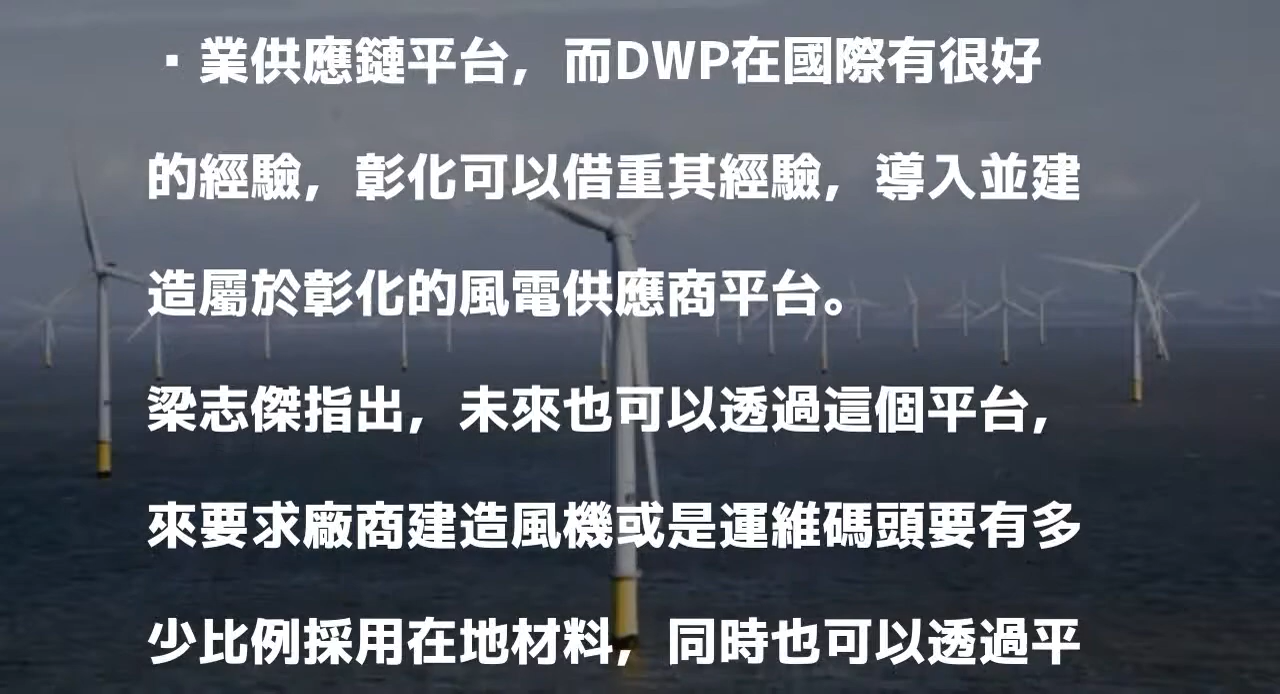 業供應鏈平台，而DWP在國際有很好
的經驗，彰化可以借重其經驗，導入並建
造屬於彰化的風電供應商平台。
梁志傑指出，未來也可以透過這個平台，
來要求廠商建造風機或是運維碼頭要有多
少比例採用在地材料，同時也可以透過平